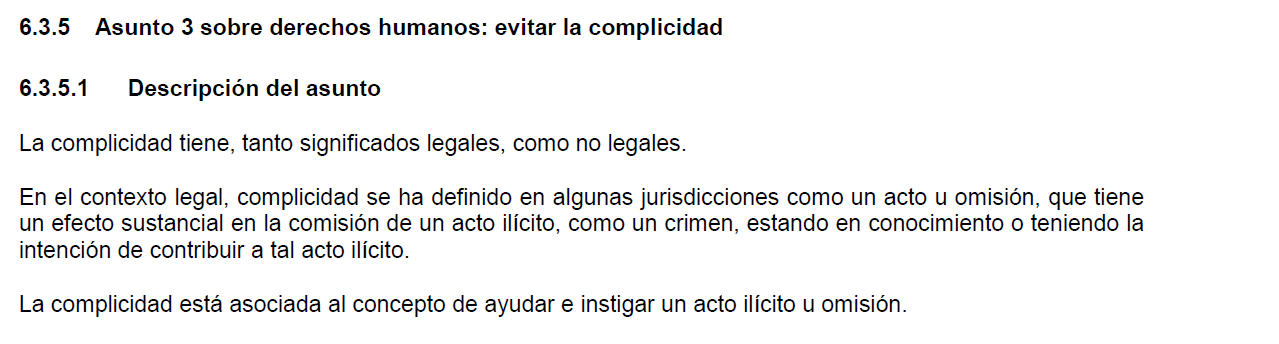 6.3.5 Asunto 3 sobre derechos humanos: evitar la complicidad
6.3.5.1 Descripción del asunto
La complicidad tiene, tanto significados legales, como no legales.
En el contexto legal, complicidad se ha definido en algunas jurisdicciones como un acto u omisión, que tiene
un efecto sustancial en la comisión de un acto ilícito, como un crimen, estando en conocimiento o teniendo la
intención de contribuir a tal acto ilícito.
La complicidad está asociada al concepto de ayudar e instigar un acto ilícito u omisión.